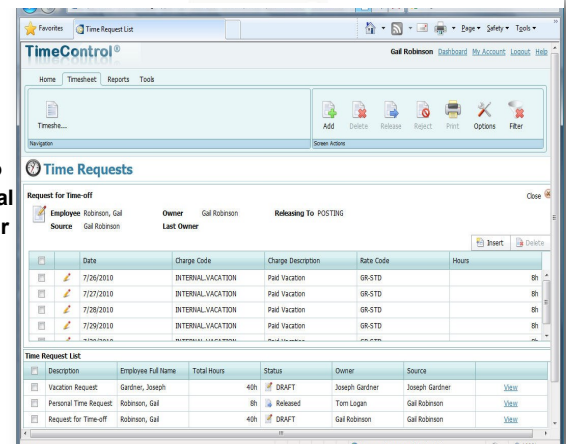 Favorites Time Request List Page Safety Tools
TimeControl® Gail Robinson Dashboard My Account Logout Help
Home Timesheet Reports Tools
Timeshe... Add Delete Release Reject Print Options Filter
Navigation Screen Actions
Time Requests
al
r
Request for Time-off Close
Employee Robinson, Gail Owner Gail Robinson Releasing To POSTING
Source Gail Robinson Last Owner
Insert Delete
Date Charge Code Charge Description Rate Code Hours
7/26/2010 INTERNAL.VACATION Paid Vacation GR-STD 8h
7/27/2010 INTERNAL.VACATION Paid Vacation GR-STD 8h
7/28/2010 INTERNAL.VACATION Paid Vacation GR-STD 8h
7/29/2010 INTERNAL.VACATION Paid Vacation GR-STD 8h
Time Request List
Description Employee Full Name Total Hours Status Owner Source
Vacation Request Gardner, Joseph 40h DRAFT Joseph Gardner Joseph Gardner View
Personal Time Request Robinson, Gail 8h Released Tom Logan Gail Robinson View
Request for Time-off Robinson, Gail 40h DRAFT Gail Robinson Gail Robinson View